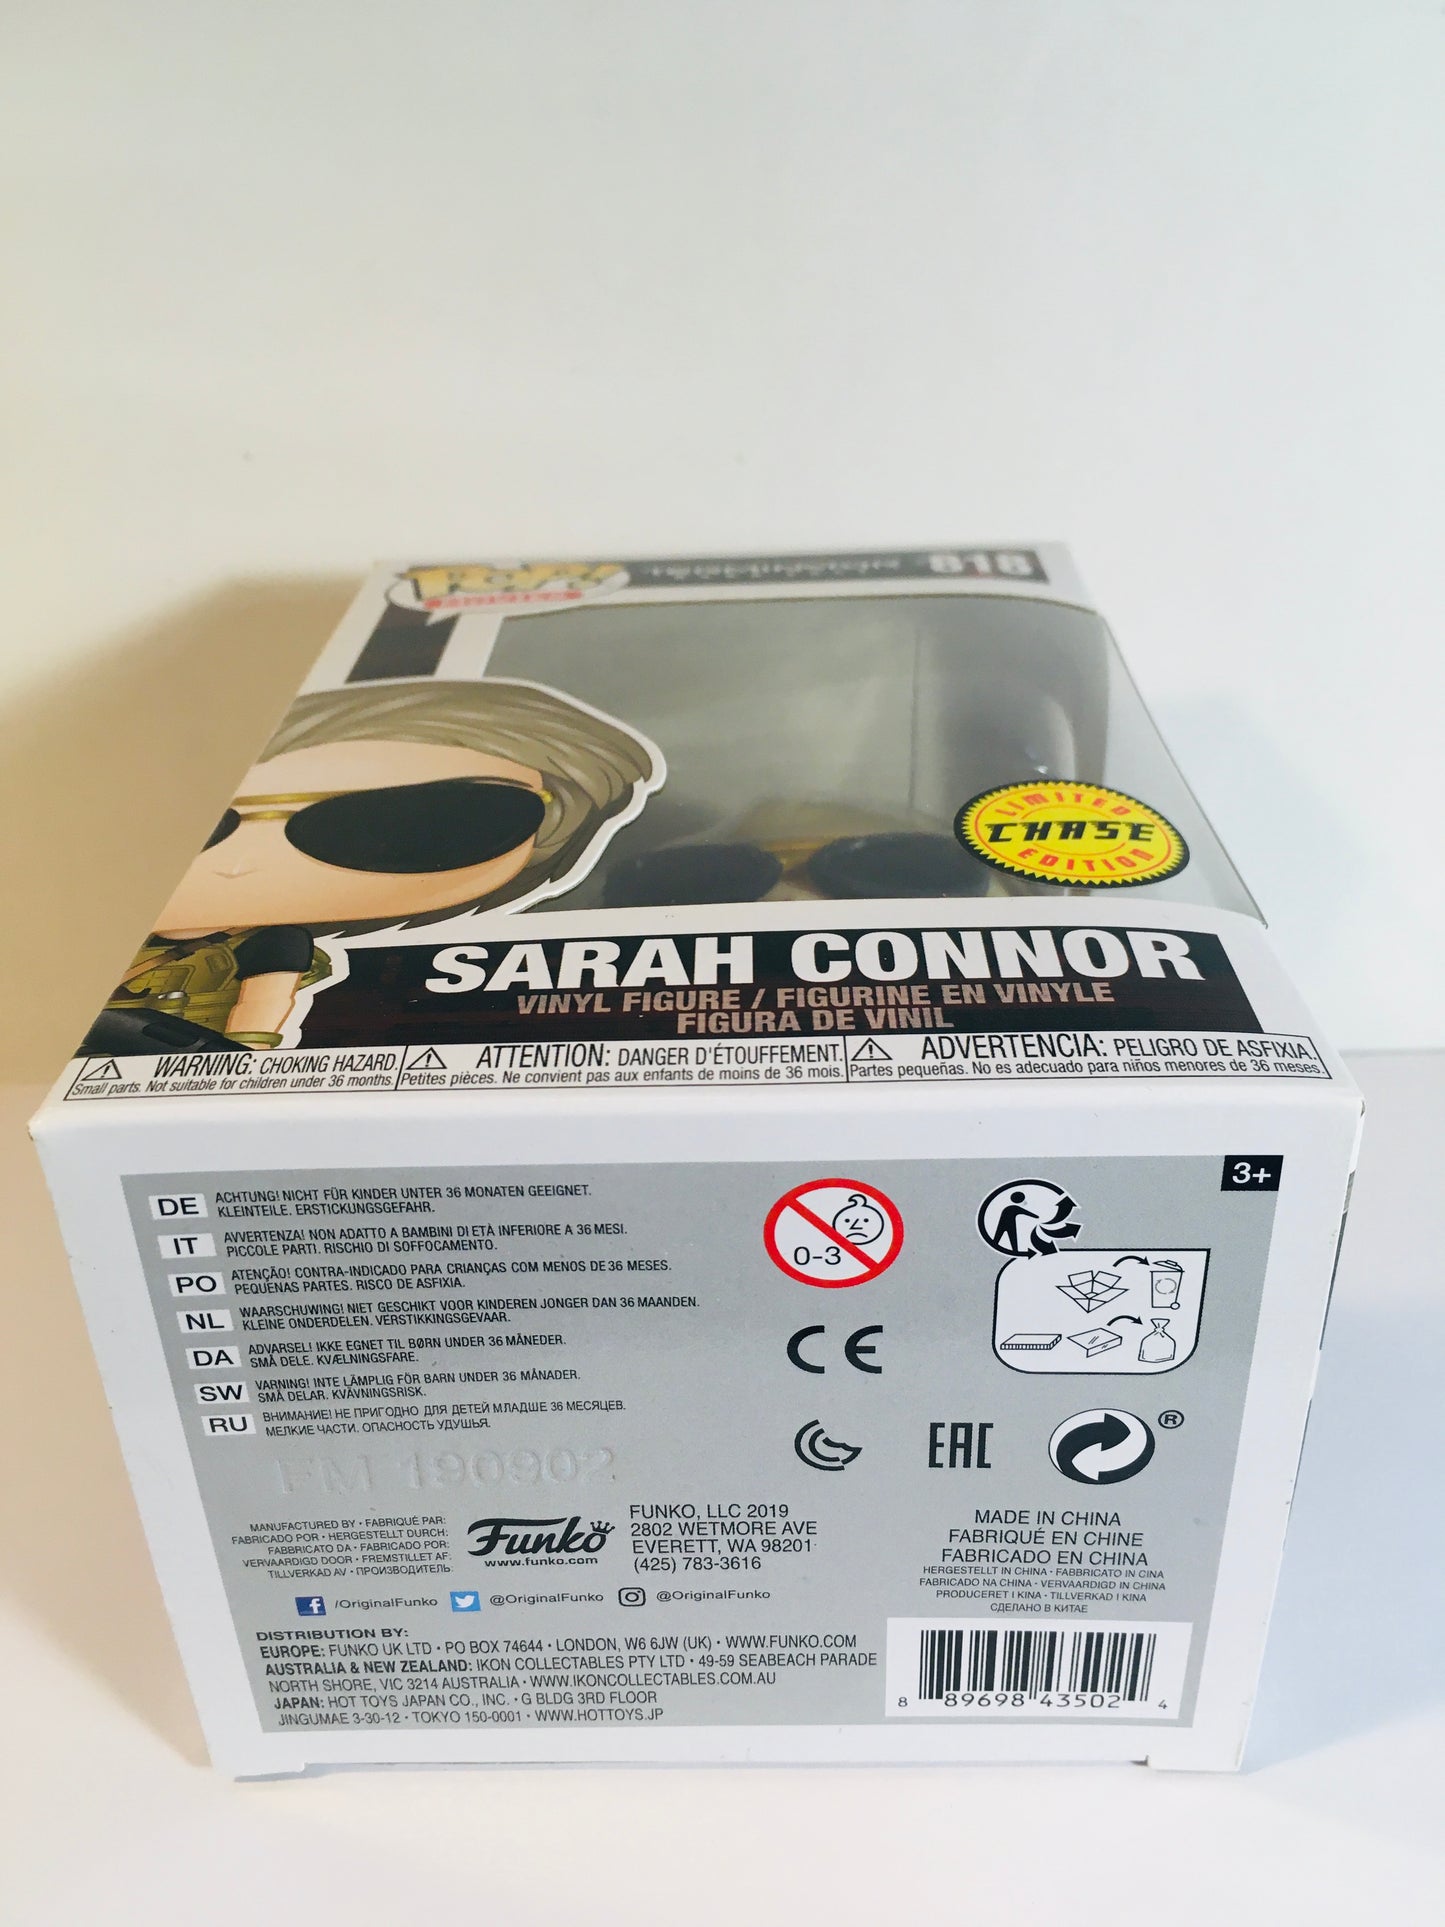 POP!
MOVIES
TERMINATOR
818
LIMITED
CHASE
EDITION
SARAH CONNOR
VINYL FIGURE / FIGURINE EN VINYLE
FIGURA DE VINIL
WARNING: CHOKING HAZARD.
Small parts. Not suitable for children under 36 months.
ATTENTION: DANGER D'ÉTOUFFEMENT.
Petites pièces. Ne convient pas aux enfants de moins de 36 mois.
ADVERTENCIA: PELIGRO DE ASFIXIA.
Partes pequeñas. No es adecuado para niños menores de 36 meses.
3+
DE ACHTUNG! NICHT FÜR KINDER UNTER 36 MONATEN GEEIGNET.
KLEINTEILE. ERSTICKUNGSGEFAHR.
IT AVVERTENZA! NON ADATTO A BAMBINI DI ETÀ INFERIORE A 36 MESI.
PICCOLE PARTI. RISCHIO DI SOFFOCAMENTO.
PO ATENÇÃO! CONTRA-INDICADO PARA CRIANÇAS COM MENOS DE 36 MESES.
PEQUENAS PARTES. RISCO DE ASFIXIA.
NL WAARSCHUWING! NIET GESCHIKT VOOR KINDEREN JONGER DAN 36 MAANDEN.
KLEINE ONDERDELEN. VERSTIKKINGSGEVAAR.
DA ADVARSEL! IKKE EGNET TIL BØRN UNDER 36 MÅNEDER.
SMÅ DELE. KVÆLNINGSFARE.
SW VARNING! INTE LÄMPLIG FÖR BARN UNDER 36 MÅNADER.
SMÅ DELAR. KVÄVNINGSRISK.
RU ВНИМАНИЕ! НЕ ПРИГОДНО ДЛЯ ДЕТЕЙ МЛАДШЕ 36 МЕСЯЦЕВ.
МЕЛКИЕ ЧАСТИ. ОПАСНОСТЬ УДУШЬЯ.
0-3
CE
EAC
®
FM 190902
MANUFACTURED BY • FABRIQUÉ PAR:
FABRICADO POR • HERGESTELLT DURCH:
FABBRICATO DA • FABRICADO POR:
VERVAARDIGD DOOR • FREMSTILLET AF:
TILLVERKAD AV • ПРОИЗВОДИТЕЛЬ:
Funko
www.funko.com
FUNKO, LLC 2019
2802 WETMORE AVE
EVERETT, WA 98201
(425) 783-3616
/OriginalFunko @OriginalFunko @OriginalFunko
MADE IN CHINA
FABRIQUÉ EN CHINE
FABRICADO EN CHINA
HERGESTELLT IN CHINA • FABBRICATO IN CINA
FABRICADO NA CHINA • VERVAARDIGD IN CHINA
PRODUCERET I KINA • TILLVERKAD I KINA
СДЕЛАНО В КИТАЕ
DISTRIBUTION BY:
EUROPE: FUNKO UK LTD • PO BOX 74644 • LONDON, W6 6JW (UK) • WWW.FUNKO.COM
AUSTRALIA & NEW ZEALAND: IKON COLLECTABLES PTY LTD • 49-59 SEABEACH PARADE
NORTH SHORE, VIC 3214 AUSTRALIA • WWW.IKONCOLLECTABLES.COM.AU
JAPAN: HOT TOYS JAPAN CO., INC. • G BLDG 3RD FLOOR
JINGUMAE 3-30-12 • TOKYO 150-0001 • WWW.HOTTOYS.JP
8 89698 43502 4